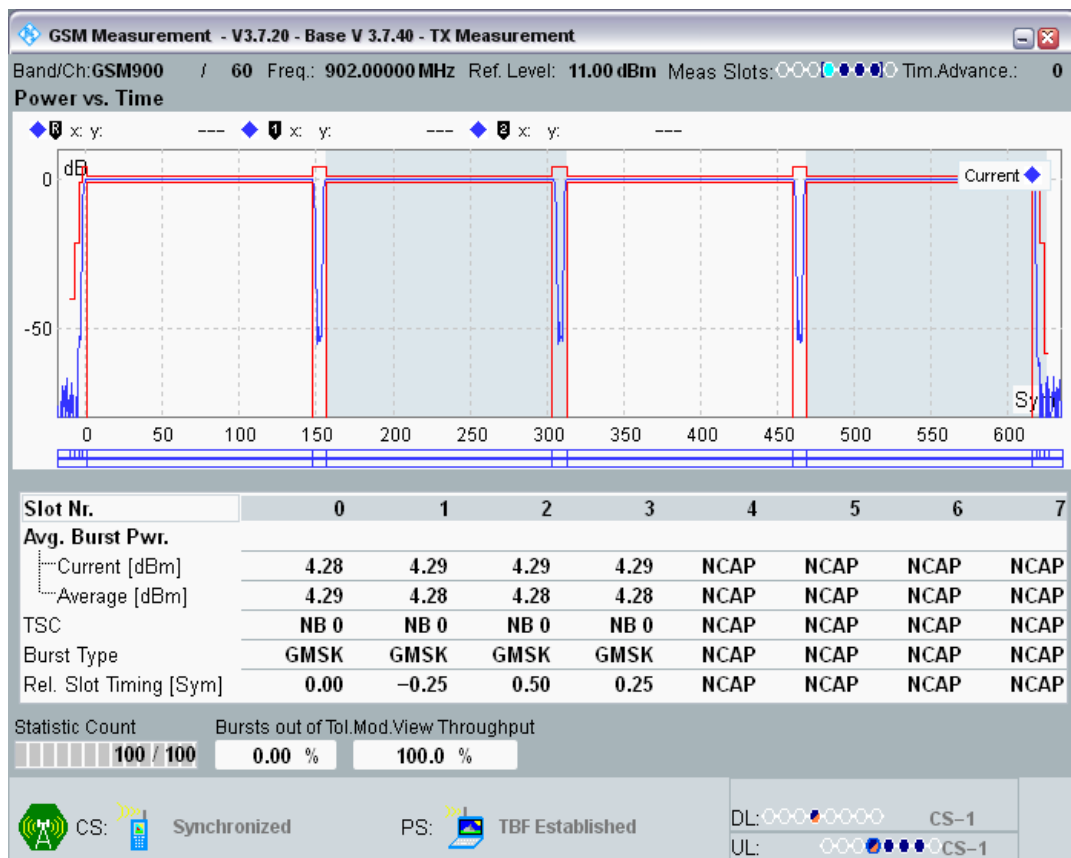 GSM Measurement - V3.7.20 - Base V 3.7.40 - TX Measurement
Band/Ch:GSM900 / 60 Freq.: 902.00000 MHz Ref. Level: 11.00 dBm Meas Slots: Tim.Advance.: 0
Power vs. Time
R x: y: --- 1 x: y: --- 2 x: y: ---
dB
Current
0
-50
Sym
0 50 100 150 200 250 300 350 400 450 500 550 600
Slot Nr. 0 1 2 3 4 5 6 7
Avg. Burst Pwr.
Current [dBm] 4.28 4.29 4.29 4.29 NCAP NCAP NCAP NCAP
Average [dBm] 4.29 4.28 4.28 4.28 NCAP NCAP NCAP NCAP
TSC NB 0 NB 0 NB 0 NB 0 NCAP NCAP NCAP NCAP
Burst Type GMSK GMSK GMSK GMSK NCAP NCAP NCAP NCAP
Rel. Slot Timing [Sym] 0.00 −0.25 0.50 0.25 NCAP NCAP NCAP NCAP
Statistic Count Bursts out of Tol.Mod.View Throughput
100 / 100 0.00 % 100.0 %
CS: Synchronized PS: TBF Established DL: CS−1
UL: CS−1